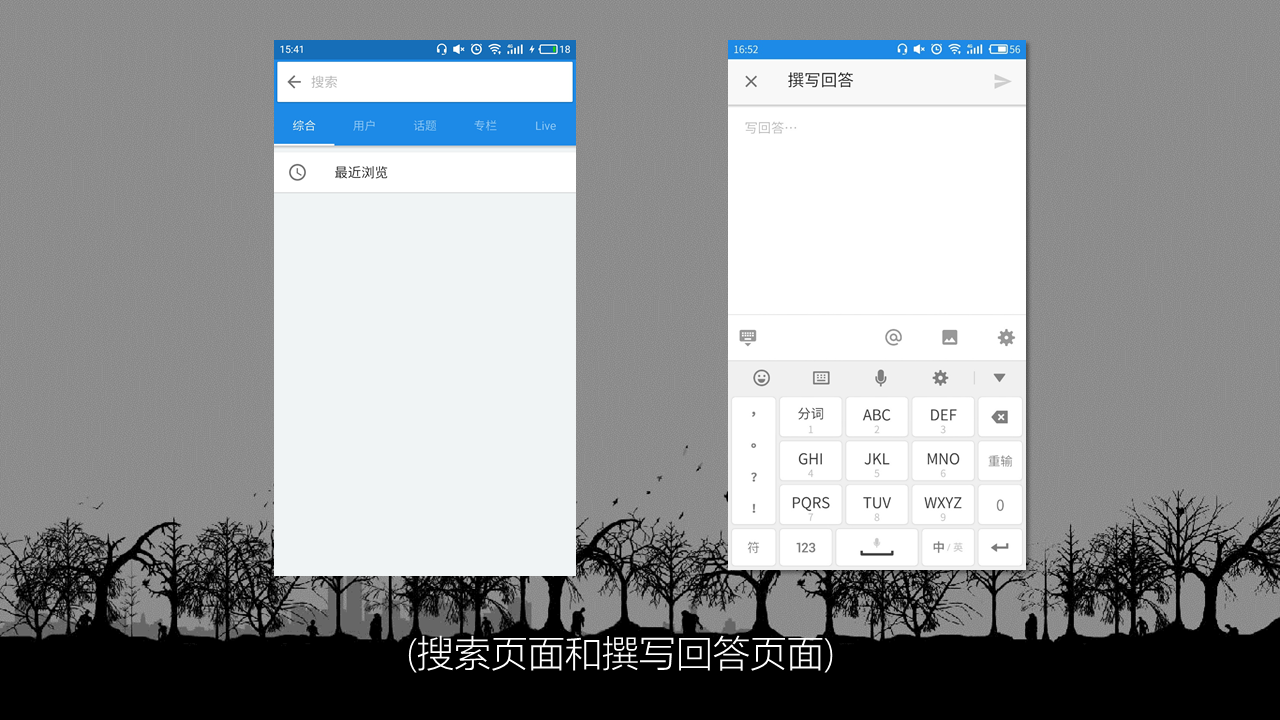 15:41
18
搜索
综合 用户 话题 专栏 Live
最近浏览
16:52
56
撰写回答
写回答…
，
。
?
!
分词 1
ABC 2
DEF 3
GHI 4
JKL 5
MNO 6
重输
PQRS 7
TUV 8
WXYZ 9
0
符
123
中/英
(搜索页面和撰写回答页面)